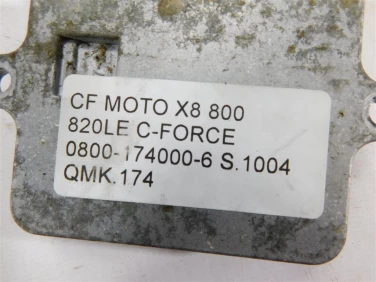 CF MOTO X8 800
820LE C-FORCE
0800-174000-6 S.1004
QMK.174